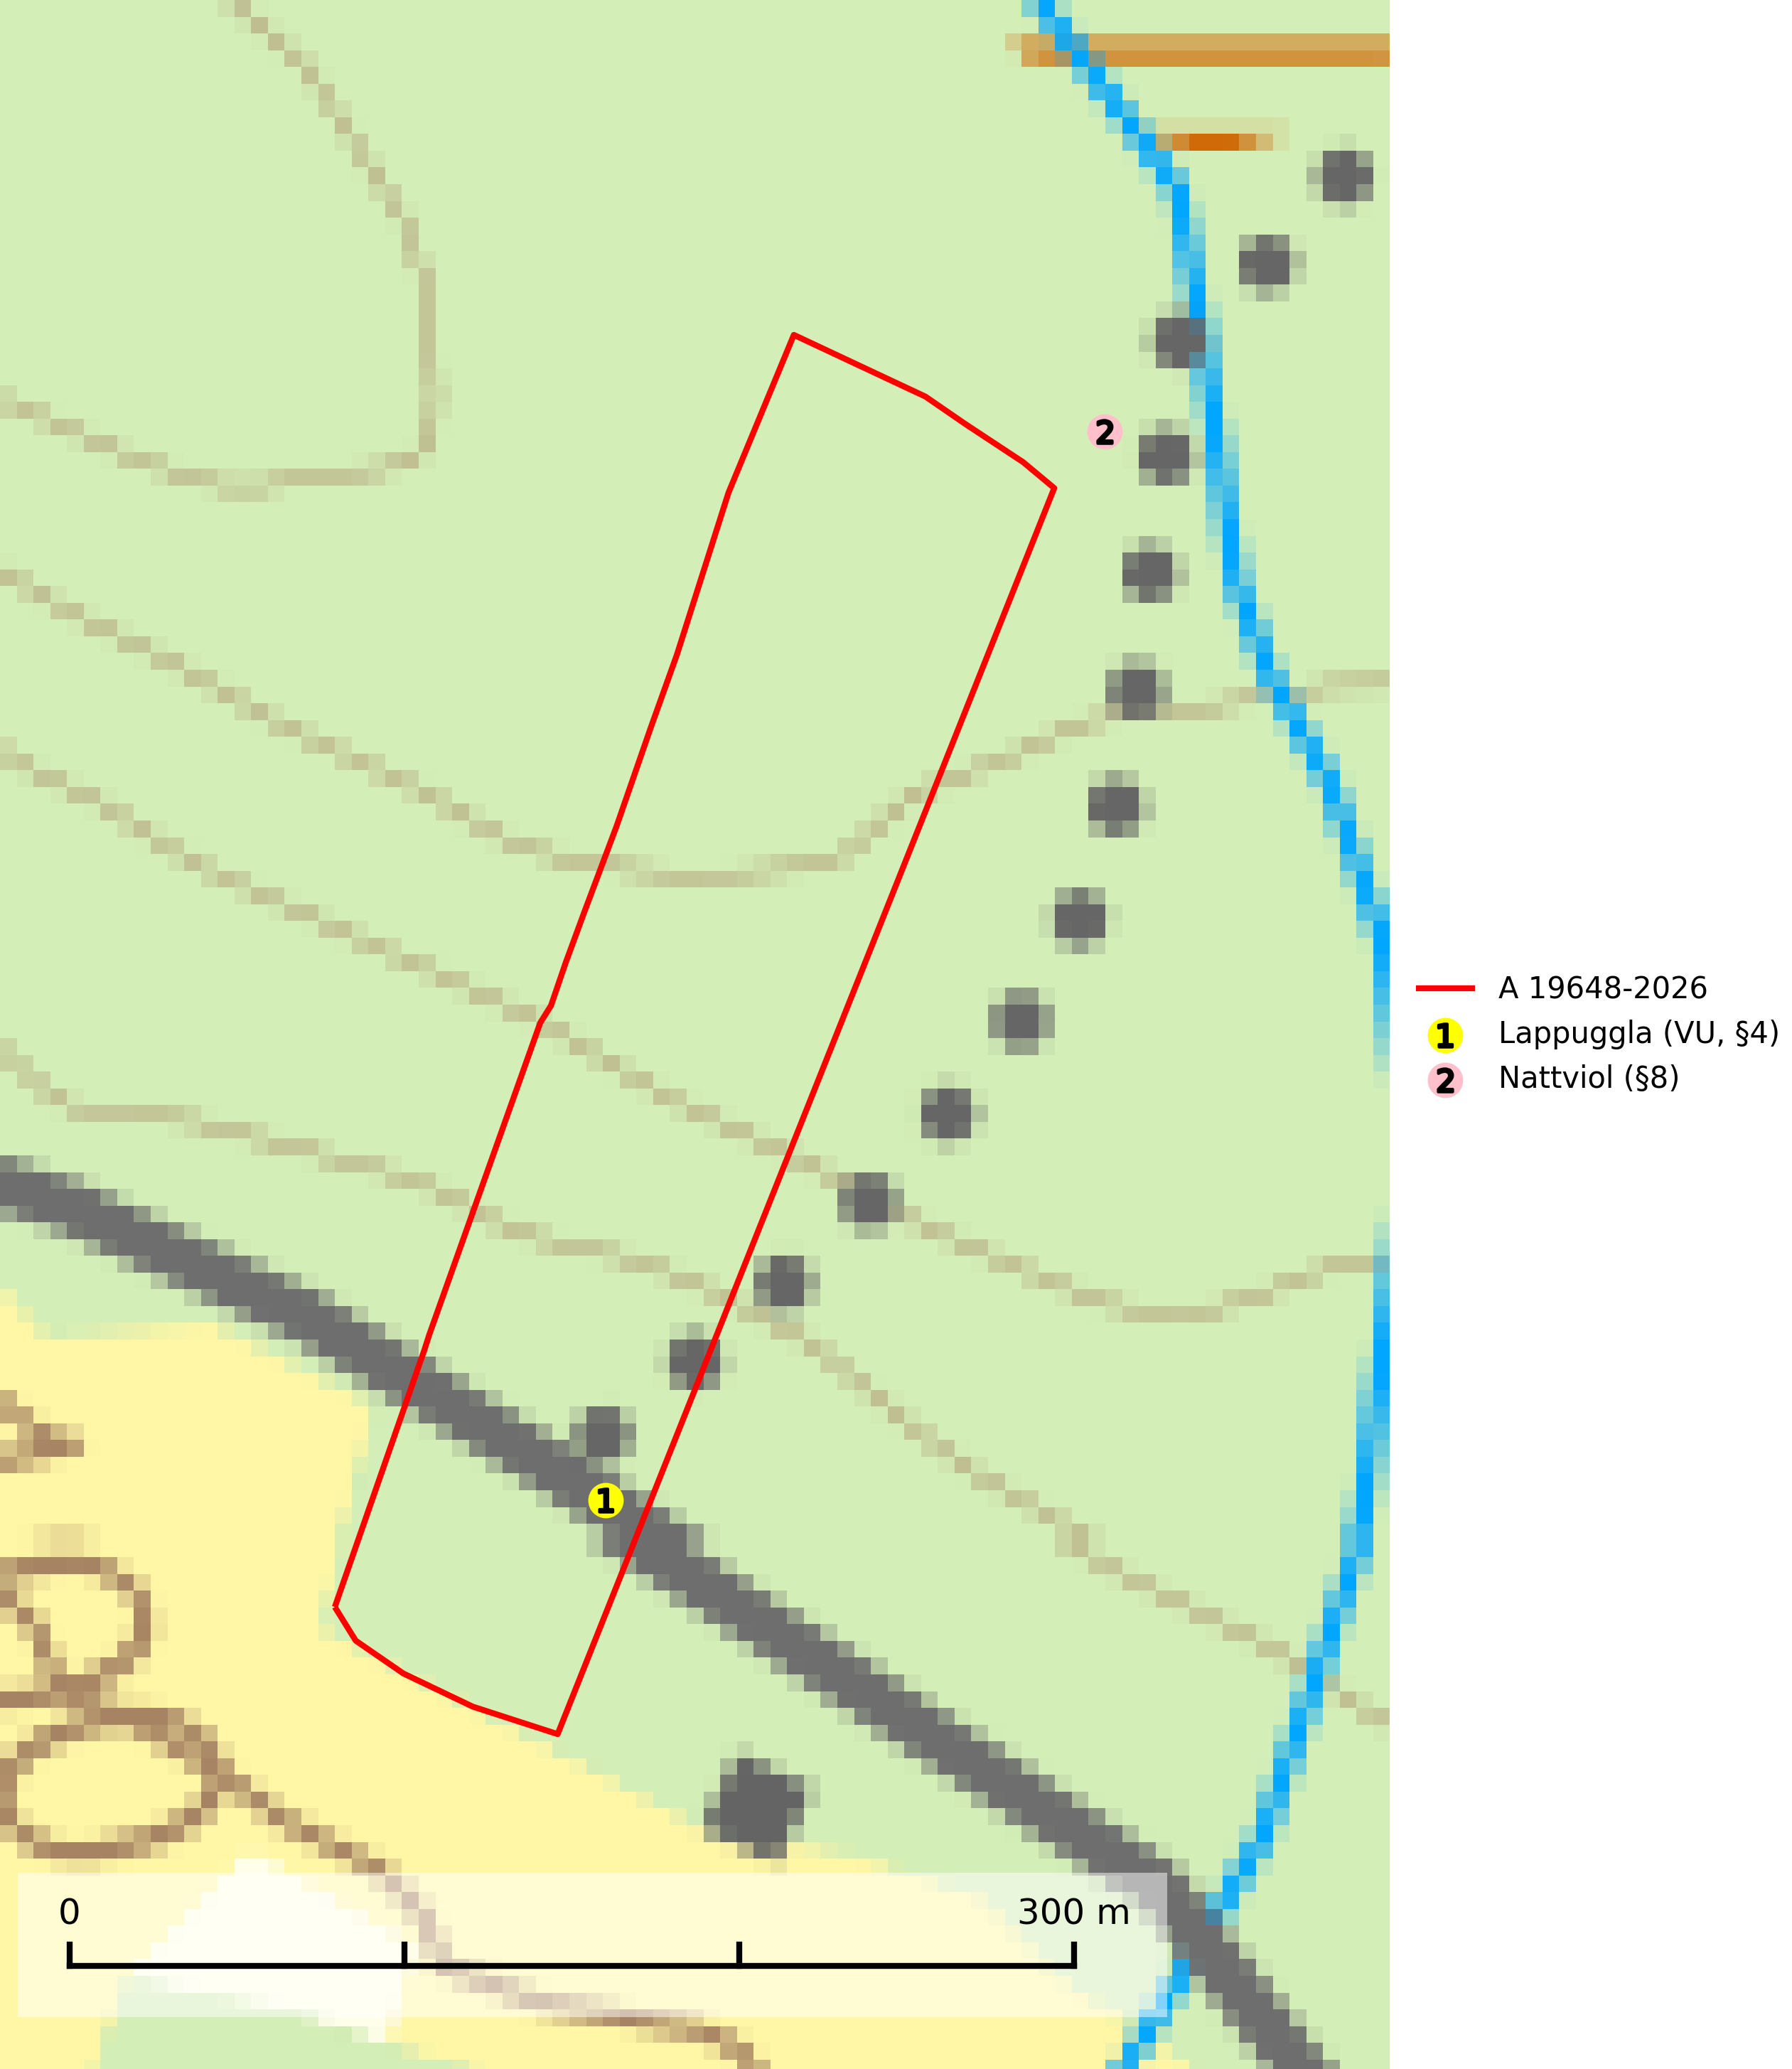 2
A 19648-2026
1 Lappuggla (VU, §4)
2 Nattviol (§8)
1
0 300 m